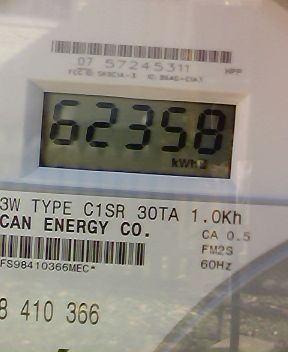 07 57245311
HPP
62358
kWh
3W TYPE C1SR 30TA 1.0Kh
CAN ENERGY CO.
CA 0.5
FM2S
FS98410366MEC*
60Hz
8 410 366